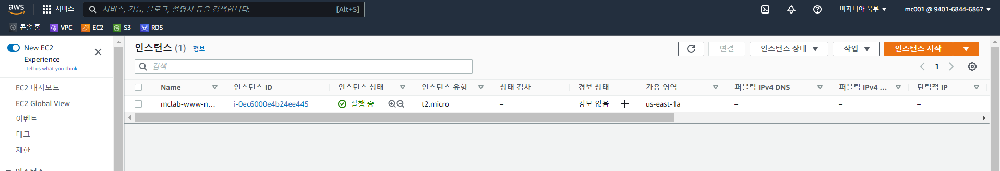 aws 서비스 서비스, 기능, 블로그, 설명서 등을 검색합니다. [Alt+S] 버지니아 북부 ▼ mc001 @ 9401-6844-6867 ▼
콘솔 홈 VPC EC2 S3 RDS
New EC2 Experience
Tell us what you think
EC2 대시보드
EC2 Global View
이벤트
태그
제한
인스턴스
인스턴스 (1) 정보 연결 인스턴스 상태 ▼ 작업 ▼ 인스턴스 시작 ▼
검색 1
Name 인스턴스 ID 인스턴스 상태 인스턴스 유형 상태 검사 경보 상태 가용 영역 퍼블릭 IPv4 DNS 퍼블릭 IPv4 ... 탄력적 IP
mclab-www-n... i-0ec6000e4b24ee445 실행 중 t2.micro – 경보 없음 + us-east-1a – – –